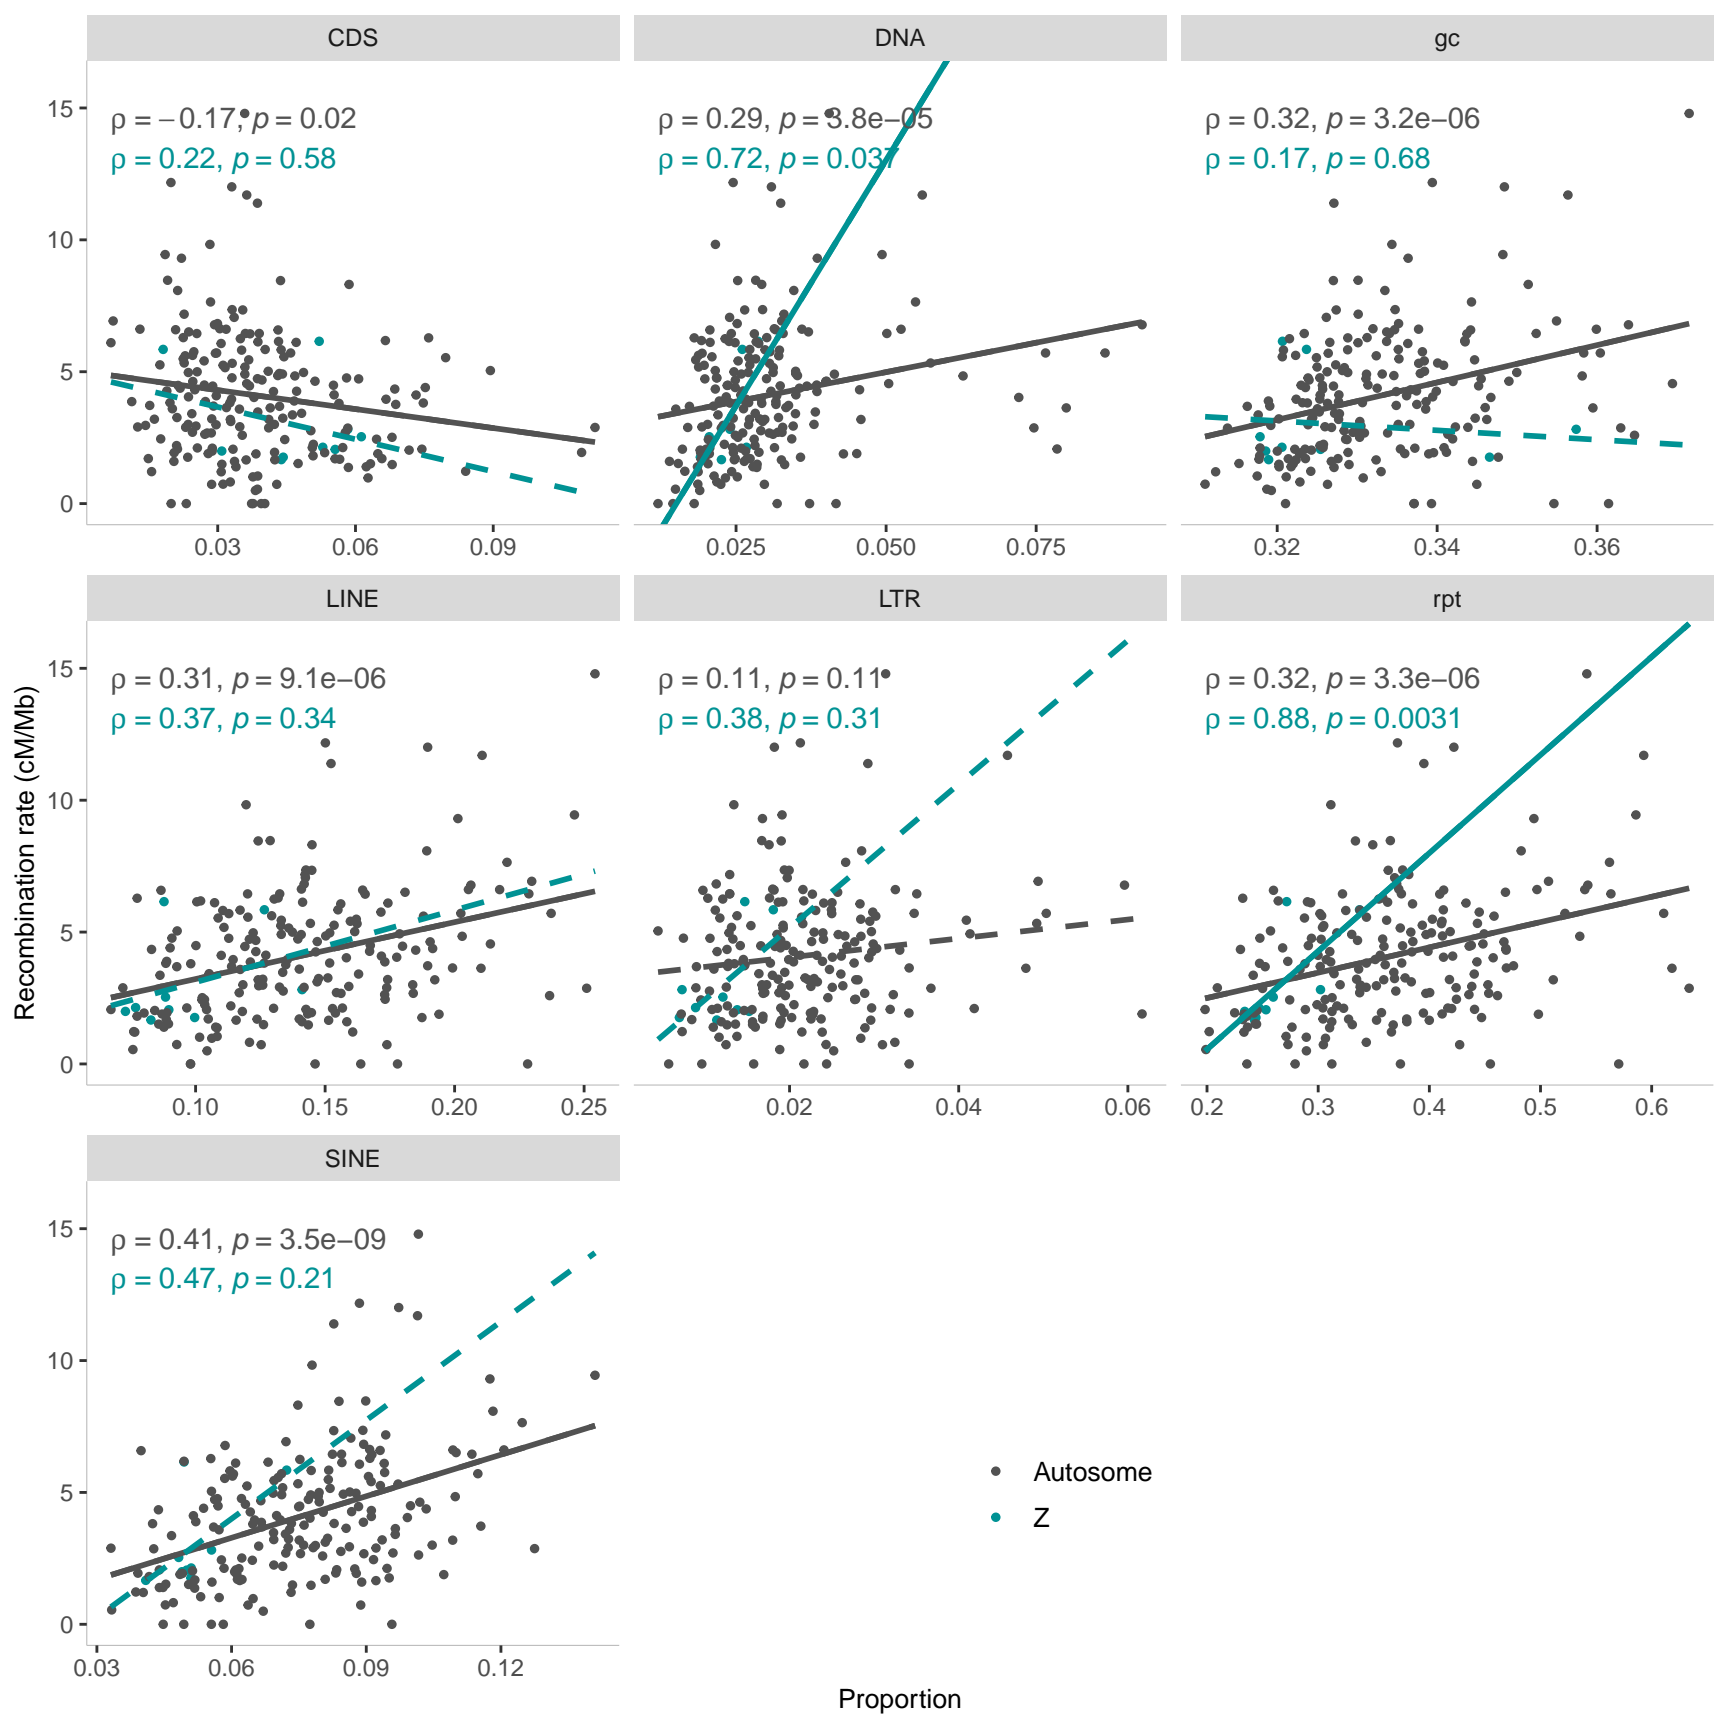 CDS
DNA
gc
ρ = −0.17, p = 0.02
ρ = 0.22, p = 0.58
ρ = 0.29, p = 3.8e−05
ρ = 0.72, p = 0.037
ρ = 0.32, p = 3.2e−06
ρ = 0.17, p = 0.68
15
10
5
0
0.03 0.06 0.09
0.025 0.050 0.075
0.32 0.34 0.36
LINE
LTR
rpt
ρ = 0.31, p = 9.1e−06
ρ = 0.37, p = 0.34
ρ = 0.11, p = 0.11
ρ = 0.38, p = 0.31
ρ = 0.32, p = 3.3e−06
ρ = 0.88, p = 0.0031
15
10
5
0
Recombination rate (cM/Mb)
0.10 0.15 0.20 0.25
0.02 0.04 0.06
0.2 0.3 0.4 0.5 0.6
SINE
ρ = 0.41, p = 3.5e−09
ρ = 0.47, p = 0.21
15
10
5
0
0.03 0.06 0.09 0.12
Autosome
Z
Proportion